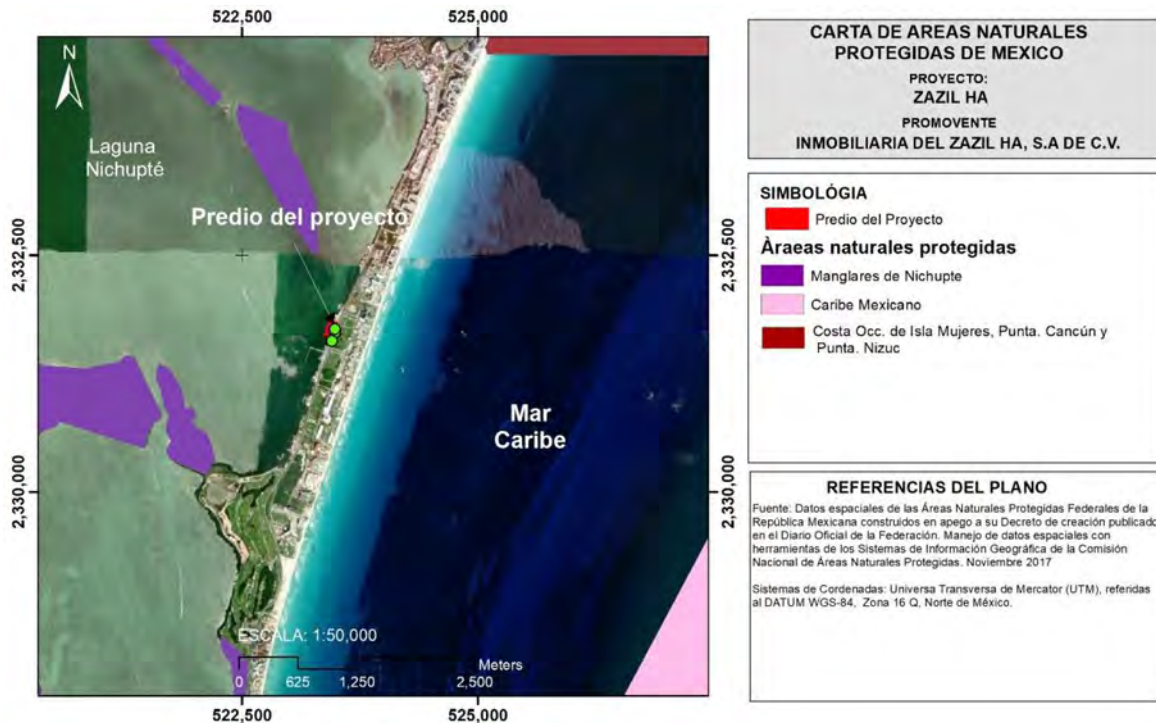 522,500
525,000
N
Laguna
Nichupté
Predio del proyecto
2,332,500
2,332,500
Mar
Caribe
2,330,000
2,330,000
ESCALA: 1:50,000
Meters
0
625
1,250
2,500
522,500
525,000
CARTA DE AREAS NATURALES
PROTEGIDAS DE MEXICO
PROYECTO:
ZAZIL HA
PROMOVENTE
INMOBILIARIA DEL ZAZIL HA, S.A DE C.V.
SIMBOLÓGIA
Predio del Proyecto
Àraeas naturales protegidas
Manglares de Nichupte
Caribe Mexicano
Costa Occ. de Isla Mujeres, Punta. Cancún y
Punta. Nizuc
REFERENCIAS DEL PLANO
Fuente: Datos espaciales de las Áreas Naturales Protegidas Federales de la
República Mexicana construidos en apego a su Decreto de creación publicado
en el Diario Oficial de la Federación. Manejo de datos espaciales con
herramientas de los Sistemas de Información Geográfica de la Comisión
Nacional de Áreas Naturales Protegidas. Noviembre 2017
Sistemas de Cordenadas: Universa Transversa de Mercator (UTM), referidas
al DATUM WGS-84, Zona 16 Q, Norte de México.